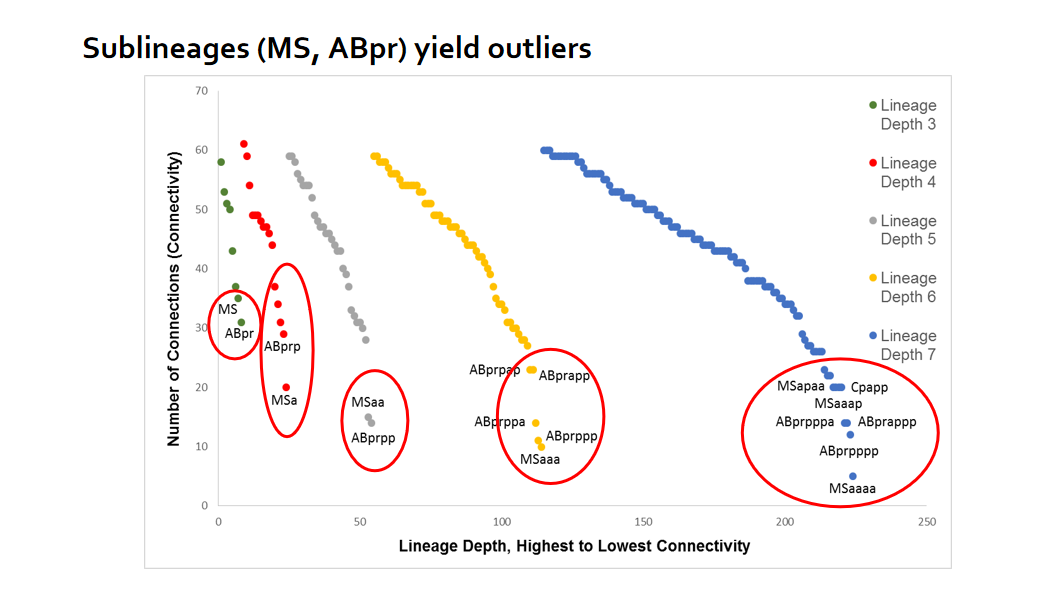 Sublineages (MS, ABpr) yield outliers
Number of Connections (Connectivity)
70
60
50
40
30
20
10
0
0
50
100
150
200
250
Lineage Depth, Highest to Lowest Connectivity
Lineage
Depth 3
Lineage
Depth 4
Lineage
Depth 5
Lineage
Depth 6
Lineage
Depth 7
MS
ABpr
ABprp
MSa
MSaa
ABprpp
ABprpap
ABprapp
ABprppa
ABprppp
MSaaa
MSapaa
Cpapp
MSaaap
ABprpppa
ABprappp
ABprpppp
MSaaaa